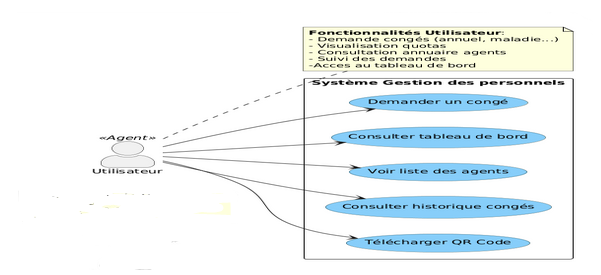 Fonctionnalités Utilisateur:
- Demande congés (annuel, maladie...)
- Visualisation quotas
- Consultation annuaire agents
- Suivi des demandes
-Acces au tableau de bord
Système Gestion des personnels
Demander un congé
«Agent»
Consulter tableau de bord
Utilisateur
Voir liste des agents
Consulter historique congés
Télécharger QR Code